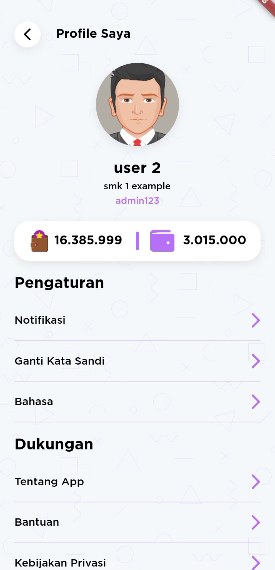 Profile Saya
user 2
smk 1 example
admin123
16.385.999
3.015.000
Pengaturan
Notifikasi
Ganti Kata Sandi
Bahasa
Dukungan
Tentang App
Bantuan
Kebijakan Privasi